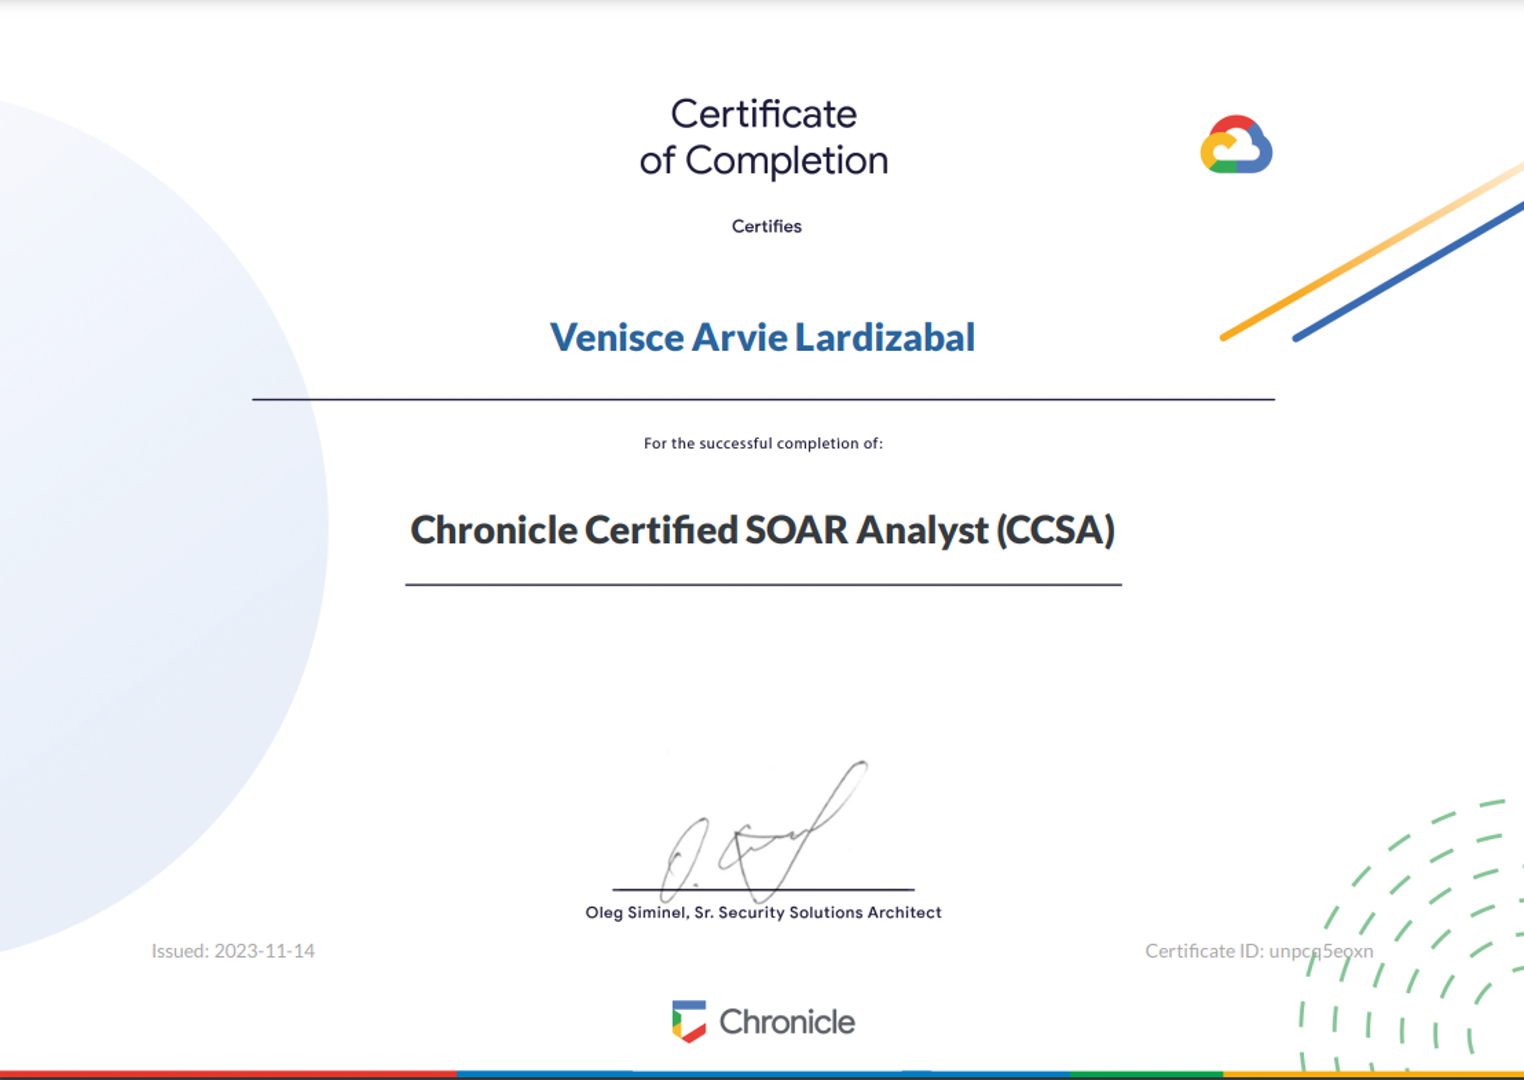 Certificate
of Completion
Certifies
Venisce Arvie Lardizabal
For the successful completion of:
Chronicle Certified SOAR Analyst (CCSA)
Oleg Siminel, Sr. Security Solutions Architect
Issued: 2023-11-14
Certificate ID: unpcq5eoxn
Chronicle